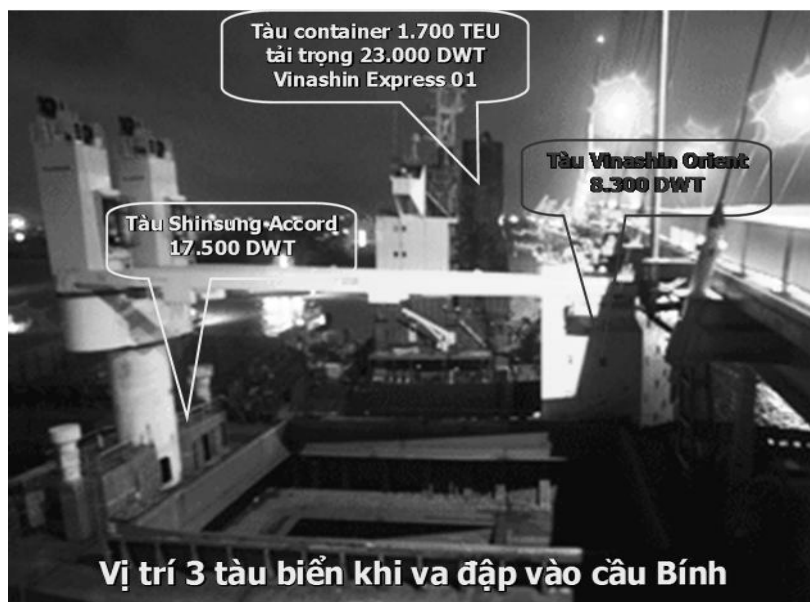 Tàu container 1.700 TEU
tải trọng 23.000 DWT
Vinashin Express 01
Tàu Vinashin Orient
8.300 DWT
Tàu Shinsung Accord
17.500 DWT
Vị trí 3 tàu biển khi va đập vào cầu Bính